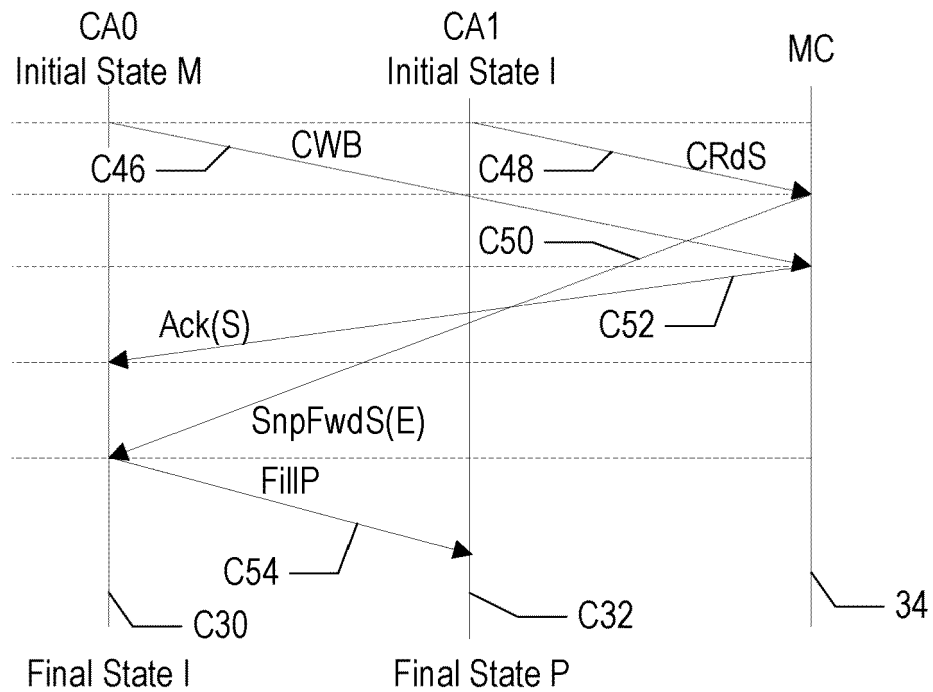 CA0
Initial State M
CA1
Initial State I
MC
CWB
C46
C48
CRdS
C50
C52
Ack(S)
SnpFwdS(E)
FillP
C54
C30
C32
34
Final State I
Final State P